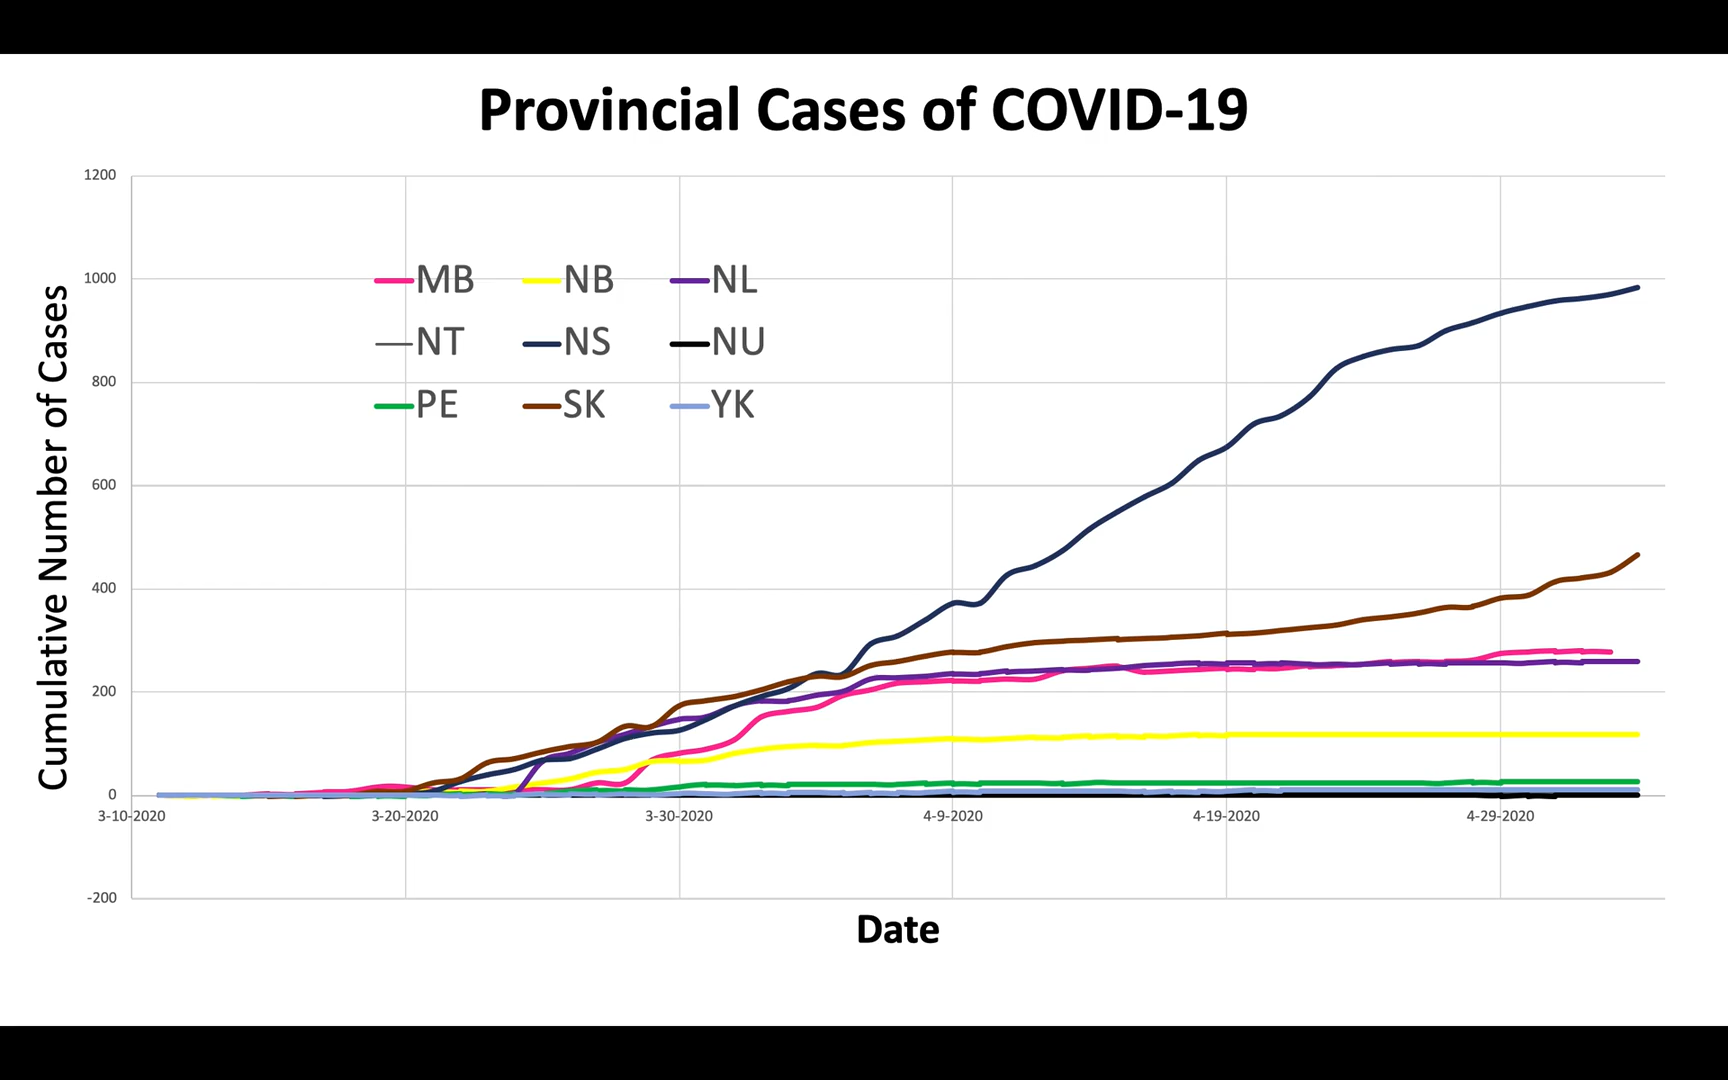 Provincial Cases of COVID-19
1200
1000
800
600
400
200
0
-200
Cumulative Number of Cases
MB NB NL
NT NS NU
PE SK YK
3-10-2020 3-20-2020 3-30-2020 4-9-2020 4-19-2020 4-29-2020
Date